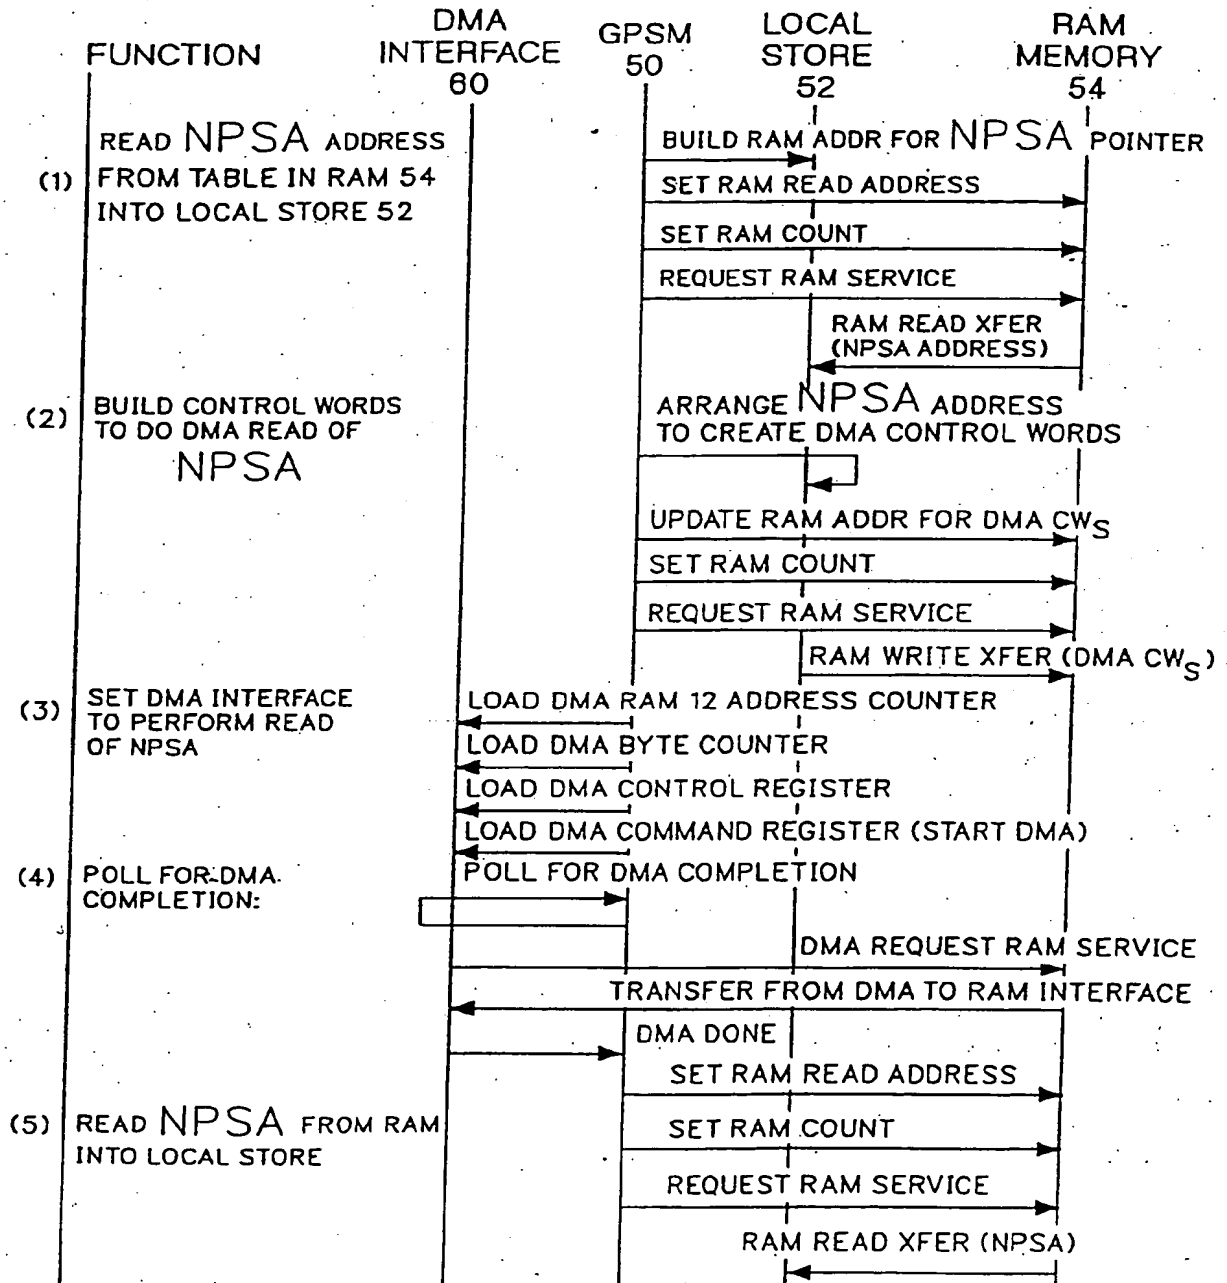 FUNCTION
DMA
INTERFACE
60
GPSM
50
LOCAL
STORE
52
RAM
MEMORY
54
(1)
READ NPSA ADDRESS
FROM TABLE IN RAM 54
INTO LOCAL STORE 52
BUILD RAM ADDR FOR NPSA POINTER
SET RAM READ ADDRESS
SET RAM COUNT
REQUEST RAM SERVICE
RAM READ XFER
(NPSA ADDRESS)
(2)
BUILD CONTROL WORDS
TO DO DMA READ OF
NPSA
ARRANGE NPSA ADDRESS
TO CREATE DMA CONTROL WORDS
UPDATE RAM ADDR FOR DMA CWS
SET RAM COUNT
REQUEST RAM SERVICE
RAM WRITE XFER (DMA CWS)
(3)
SET DMA INTERFACE
TO PERFORM READ
OF NPSA
LOAD DMA RAM 12 ADDRESS COUNTER
LOAD DMA BYTE COUNTER
LOAD DMA CONTROL REGISTER
LOAD DMA COMMAND REGISTER (START DMA)
(4)
POLL FOR DMA
COMPLETION:
POLL FOR DMA COMPLETION
DMA REQUEST RAM SERVICE
TRANSFER FROM DMA TO RAM INTERFACE
DMA DONE
SET RAM READ ADDRESS
(5)
READ NPSA FROM RAM
INTO LOCAL STORE
SET RAM COUNT
REQUEST RAM SERVICE
RAM READ XFER (NPSA)